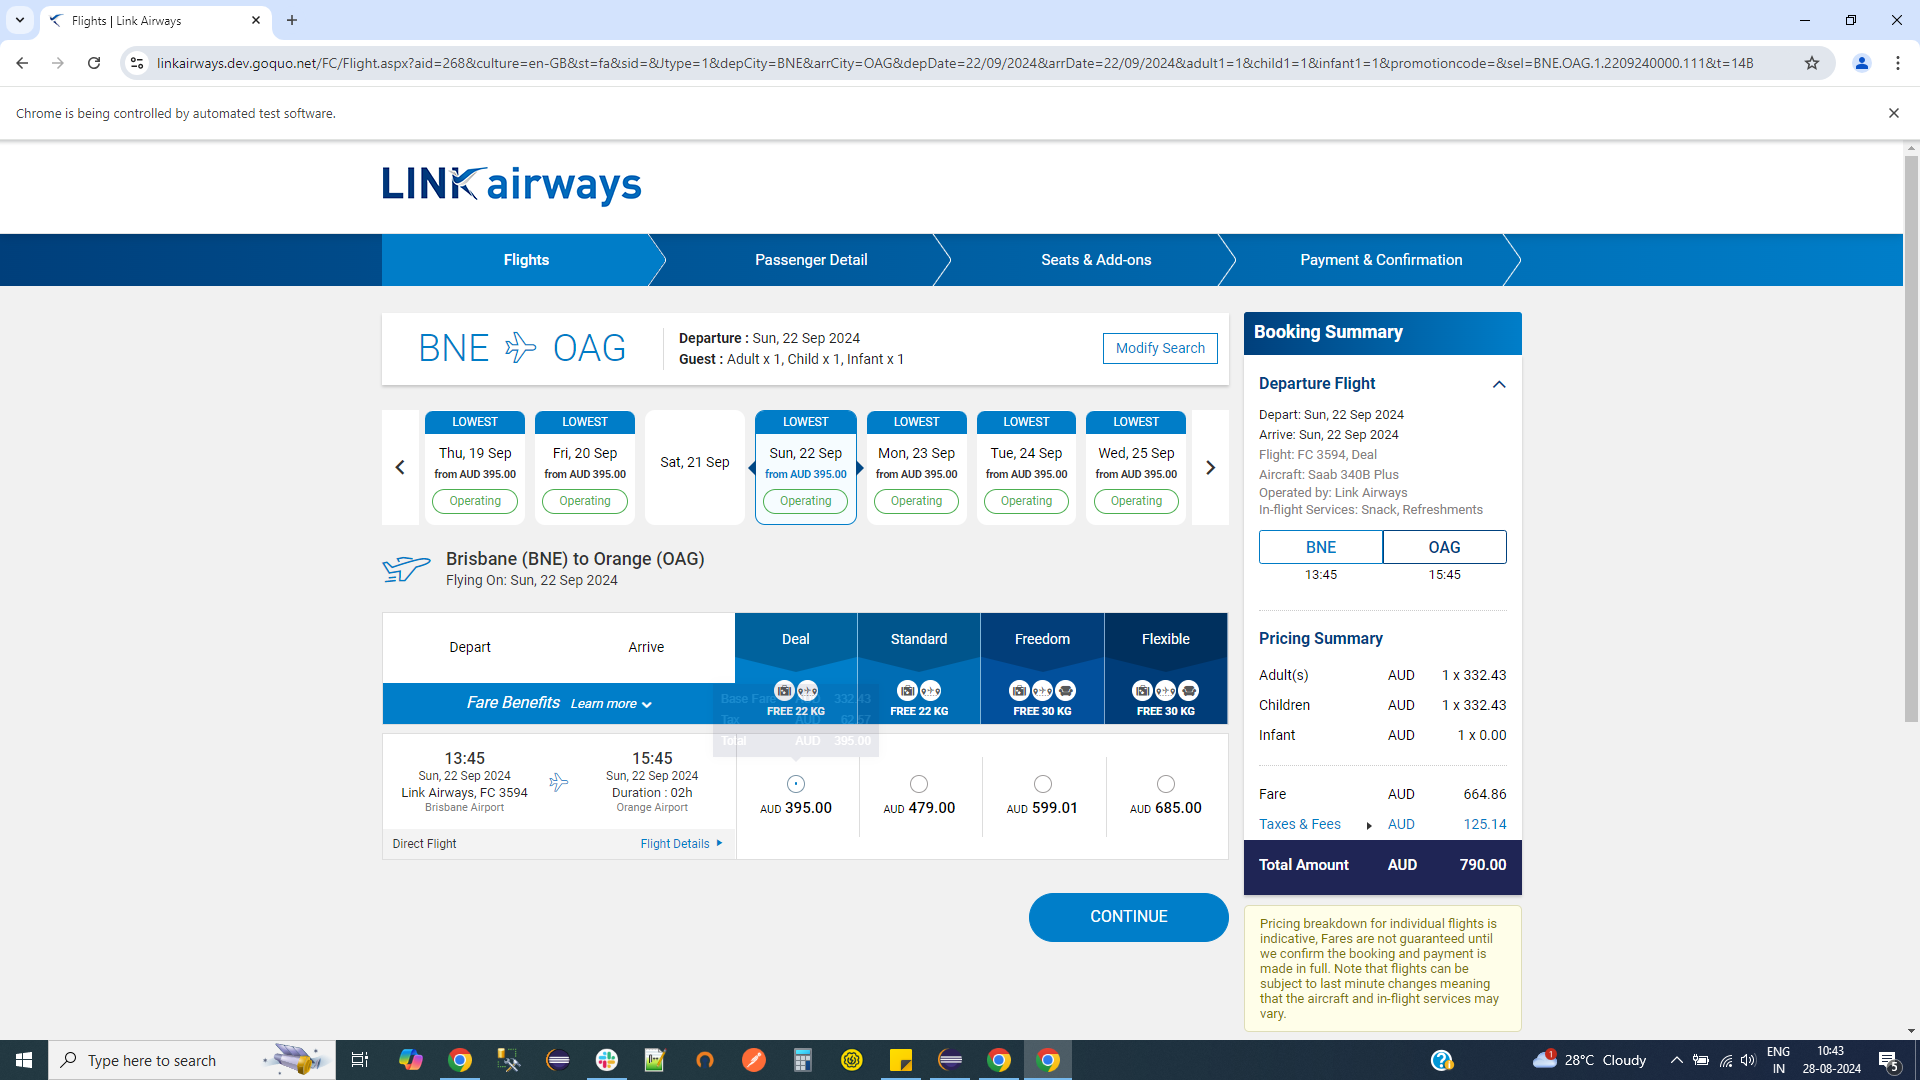 Flights | Link Airways
linkairways.dev.goquo.net/FC/Flight.aspx?aid=268&culture=en-GB&st=fa&sid=&Jtype=1&depCity=BNE&arrCity=OAG&depDate=22/09/2024&arrDate=22/09/2024&adult1=1&child1=1&infant1=1&promotioncode=&sel=BNE.OAG.1.2209240000.111&t=14B
Chrome is being controlled by automated test software.
LINK airways
Flights
Passenger Detail
Seats & Add-ons
Payment & Confirmation
BNE OAG
Departure : Sun, 22 Sep 2024
Guest : Adult x 1, Child x 1, Infant x 1
Modify Search
LOWEST LOWEST LOWEST LOWEST LOWEST LOWEST
Thu, 19 Sep Fri, 20 Sep Sat, 21 Sep Sun, 22 Sep Mon, 23 Sep Tue, 24 Sep Wed, 25 Sep
from AUD 395.00 from AUD 395.00 from AUD 395.00 from AUD 395.00 from AUD 395.00 from AUD 395.00
Operating Operating Operating Operating Operating Operating
Brisbane (BNE) to Orange (OAG)
Flying On: Sun, 22 Sep 2024
Depart Arrive Deal Standard Freedom Flexible
Fare Benefits Learn more
FREE 22 KG FREE 22 KG FREE 30 KG FREE 30 KG
Base Fare 332.43
Tax AUD 62.57
Total AUD 395.00
13:45
Sun, 22 Sep 2024
Link Airways, FC 3594
Brisbane Airport
15:45
Sun, 22 Sep 2024
Duration : 02h
Orange Airport
AUD 395.00
AUD 479.00
AUD 599.01
AUD 685.00
Direct Flight
Flight Details
CONTINUE
Booking Summary
Departure Flight
Depart: Sun, 22 Sep 2024
Arrive: Sun, 22 Sep 2024
Flight: FC 3594, Deal
Aircraft: Saab 340B Plus
Operated by: Link Airways
In-flight Services: Snack, Refreshments
BNE OAG
13:45 15:45
Pricing Summary
Adult(s) AUD 1 x 332.43
Children AUD 1 x 332.43
Infant AUD 1 x 0.00
Fare AUD 664.86
Taxes & Fees AUD 125.14
Total Amount AUD 790.00
Pricing breakdown for individual flights is
indicative, Fares are not guaranteed until
we confirm the booking and payment is
made in full. Note that flights can be
subject to last minute changes meaning
that the aircraft and in-flight services may
vary.
Type here to search
1
28°C Cloudy
ENG
IN
10:43
28-08-2024
5